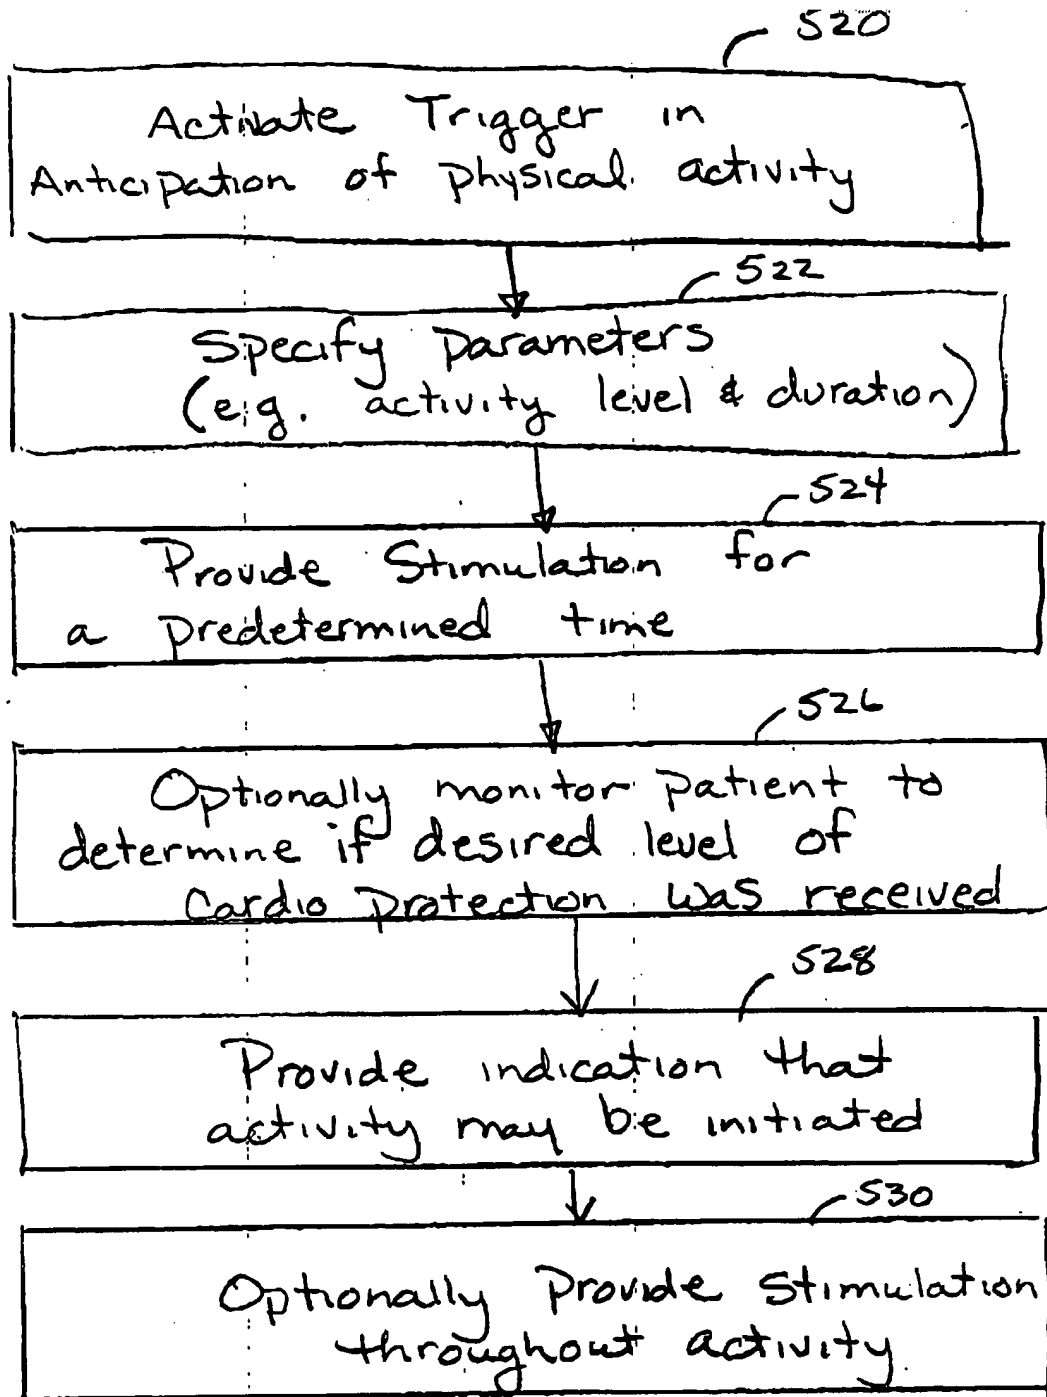 520
Activate Trigger in
Anticipation of physical activity
522
Specify Parameters
(e.g. activity level & duration)
524
Provide Stimulation for
a predetermined time
526
Optionally monitor patient to
determine if desired level of
Cardio protection was received
528
Provide indication that
activity may be initiated
530
Optionally Provide Stimulation
throughout activity